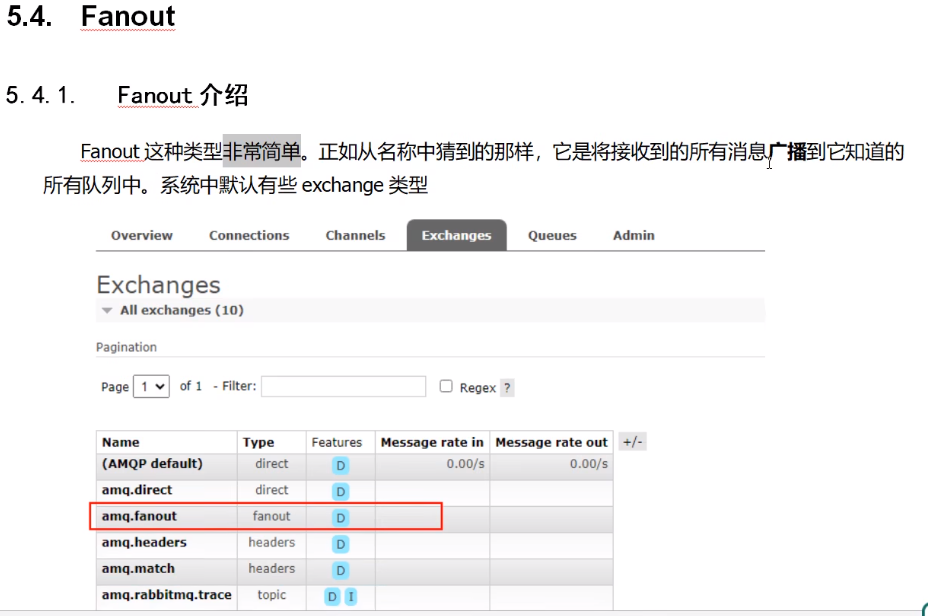 5.4. Fanout
5.4.1. Fanout 介绍
Fanout 这种类型非常简单。正如从名称中猜到的那样，它是将接收到的所有消息广播到它知道的
所有队列中。系统中默认有些 exchange 类型
Overview Connections Channels Exchanges Queues Admin
Exchanges
All exchanges (10)
Pagination
Page 1 of 1 - Filter: Regex ?
Name Type Features Message rate in Message rate out +/-
(AMQP default) direct D 0.00/s 0.00/s
amq.direct direct D
amq.fanout fanout D
amq.headers headers D
amq.match headers D
amq.rabbitmq.trace topic D I